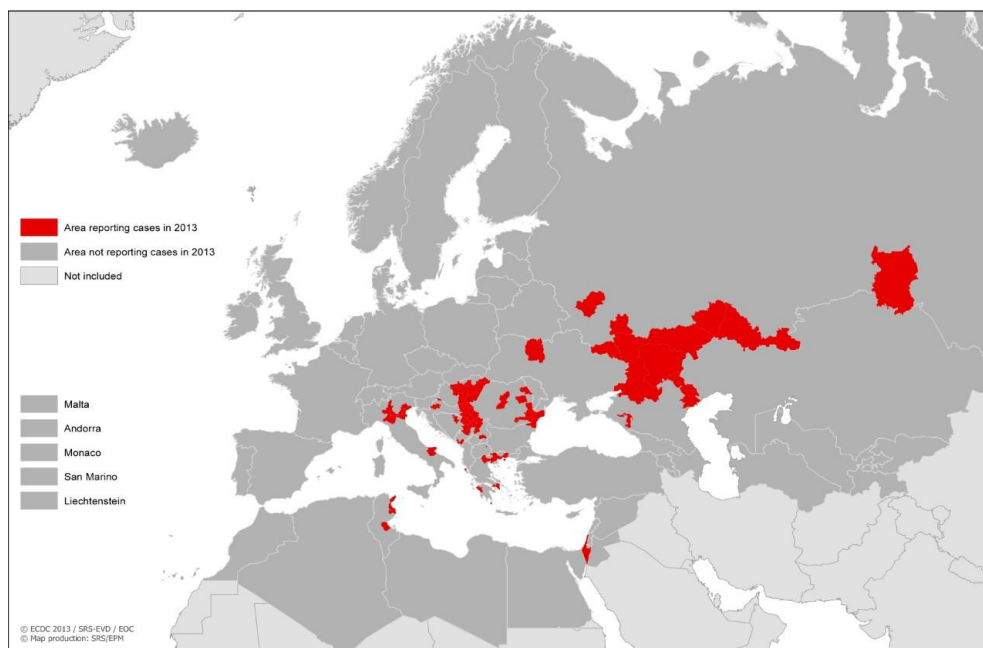 Area reporting cases in 2013
Area not reporting cases in 2013
Not included
Malta
Andorra
Monaco
San Marino
Liechtenstein
© ECDC 2013 / SRS-EVD / EOC
© Map production: SRS/EPM